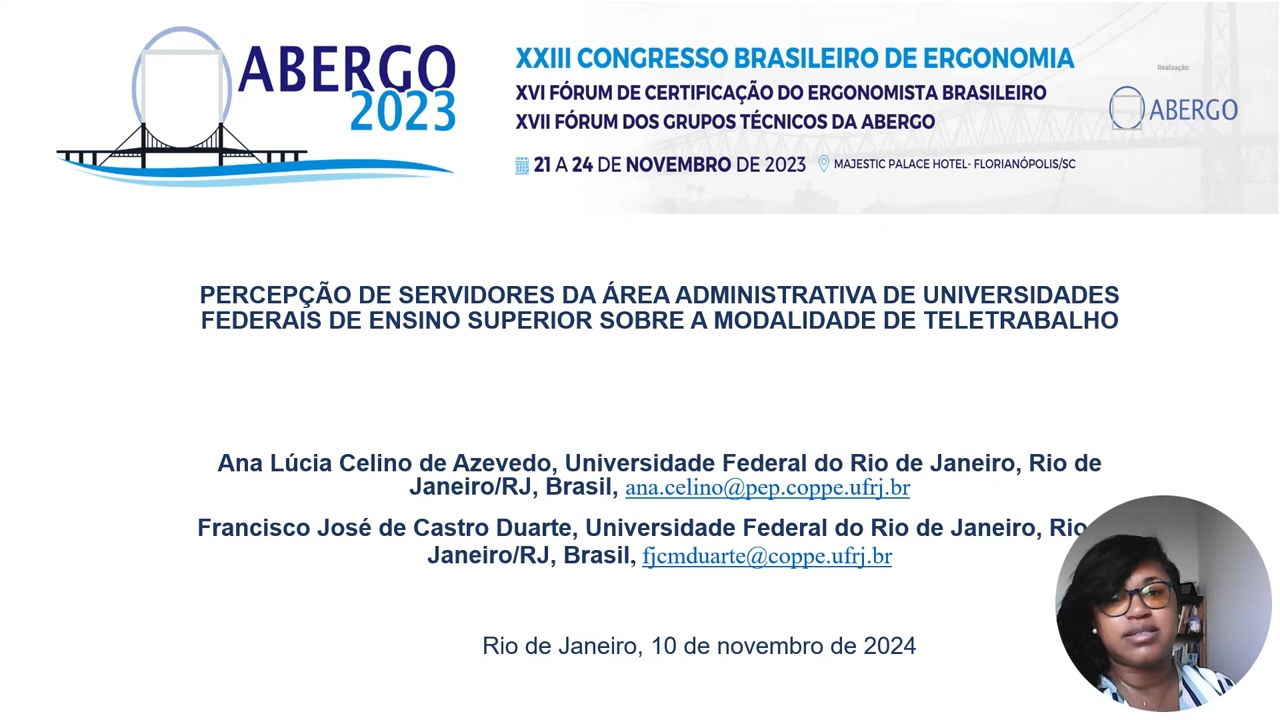 ABERGO
2023
XXIII CONGRESSO BRASILEIRO DE ERGONOMIA
XVI FÓRUM DE CERTIFICAÇÃO DO ERGONOMISTA BRASILEIRO
XVII FÓRUM DOS GRUPOS TÉCNICOS DA ABERGO
21 A 24 DE NOVEMBRO DE 2023 MAJESTIC PALACE HOTEL- FLORIANÓPOLIS/SC
Realização:
ABERGO
PERCEPÇÃO DE SERVIDORES DA ÁREA ADMINISTRATIVA DE UNIVERSIDADES
FEDERAIS DE ENSINO SUPERIOR SOBRE A MODALIDADE DE TELETRABALHO
Ana Lúcia Celino de Azevedo, Universidade Federal do Rio de Janeiro, Rio de
Janeiro/RJ, Brasil, ana.celino@pep.coppe.ufrj.br
Francisco José de Castro Duarte, Universidade Federal do Rio de Janeiro, Rio
Janeiro/RJ, Brasil, fjcmduarte@coppe.ufrj.br
Rio de Janeiro, 10 de novembro de 2024